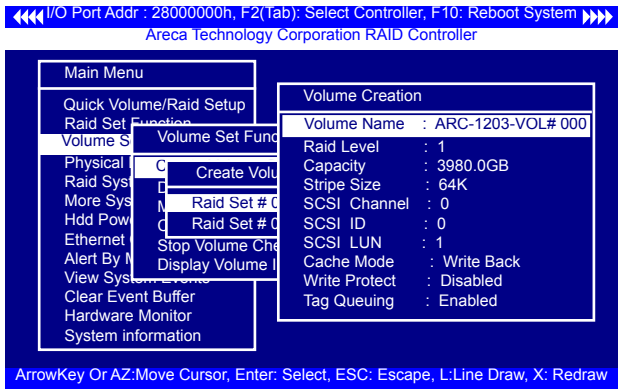 I/O Port Addr : 28000000h, F2(Tab): Select Controller, F10: Reboot System
Areca Technology Corporation RAID Controller
Main Menu
Quick Volume/Raid Setup
Raid Set Function
Volume S
Physical
Raid Syst
More Sys
Hdd Pow
Ethernet
Alert By M
View System Events
Clear Event Buffer
Hardware Monitor
System information
Volume Set Func
C
D
M
C
Stop Volume Che
Display Volume I
Create Volu
Raid Set # 0
Raid Set # 0
Volume Creation
Volume Name : ARC-1203-VOL# 000
Raid Level : 1
Capacity : 3980.0GB
Stripe Size : 64K
SCSI Channel : 0
SCSI ID : 0
SCSI LUN : 1
Cache Mode : Write Back
Write Protect : Disabled
Tag Queuing : Enabled
ArrowKey Or AZ:Move Cursor, Enter: Select, ESC: Escape, L:Line Draw, X: Redraw